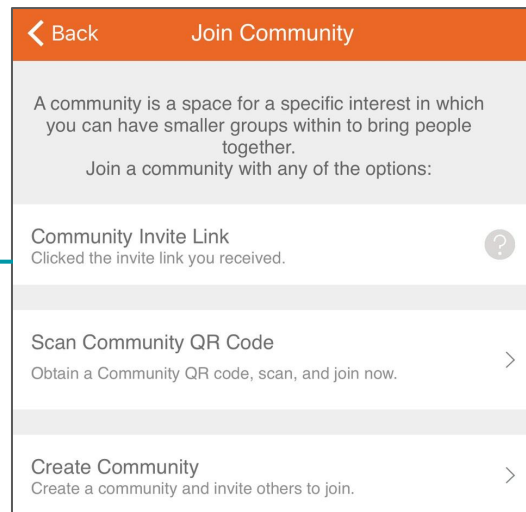 Back Join Community
A community is a space for a specific interest in which
you can have smaller groups within to bring people
together.
Join a community with any of the options:
Community Invite Link
Clicked the invite link you received.
?
Scan Community QR Code
Obtain a Community QR code, scan, and join now.
Create Community
Create a community and invite others to join.